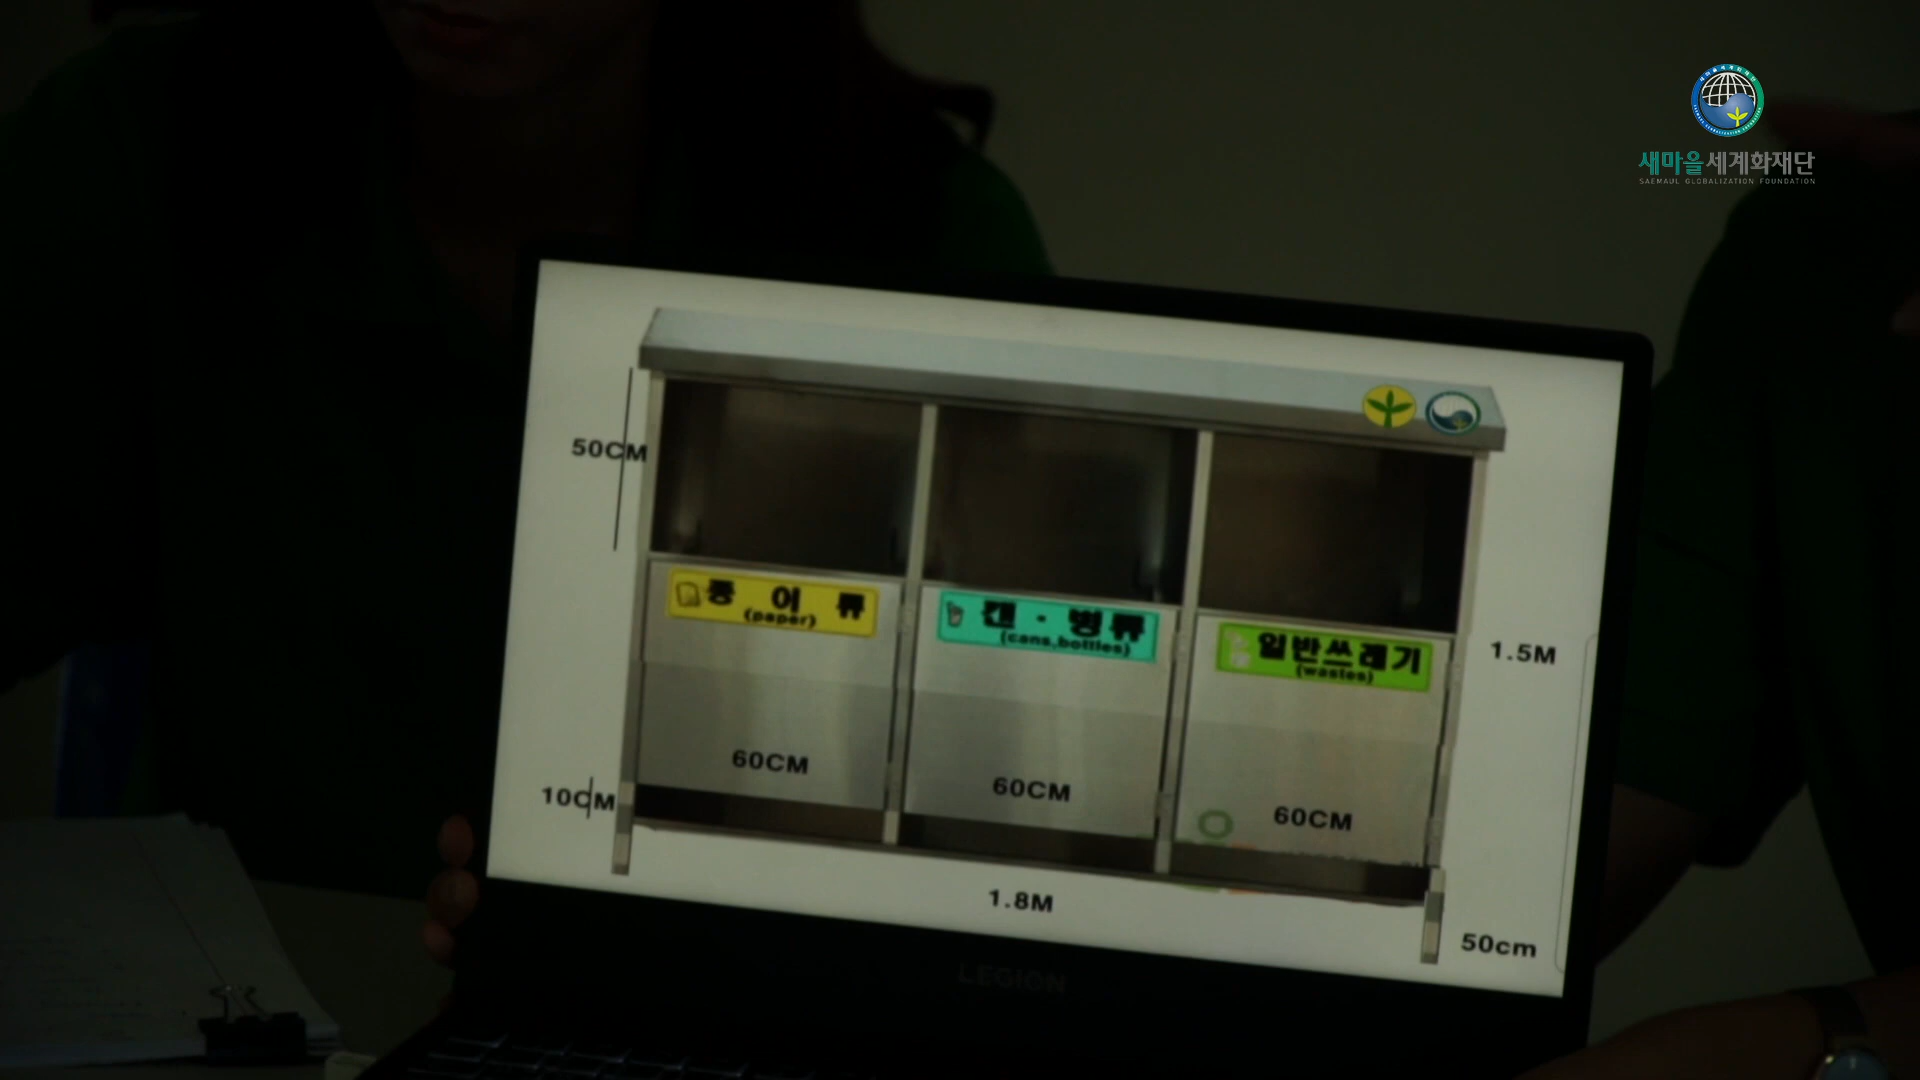 새마을세계화재단
SAEMAUL GLOBALIZATION FOUNDATION
50CM
종이류
(paper)
캔·병류
(cans,bottles)
일반쓰레기
(wastes)
1.5M
60CM
60CM
60CM
10CM
1.8M
50cm
LEGION